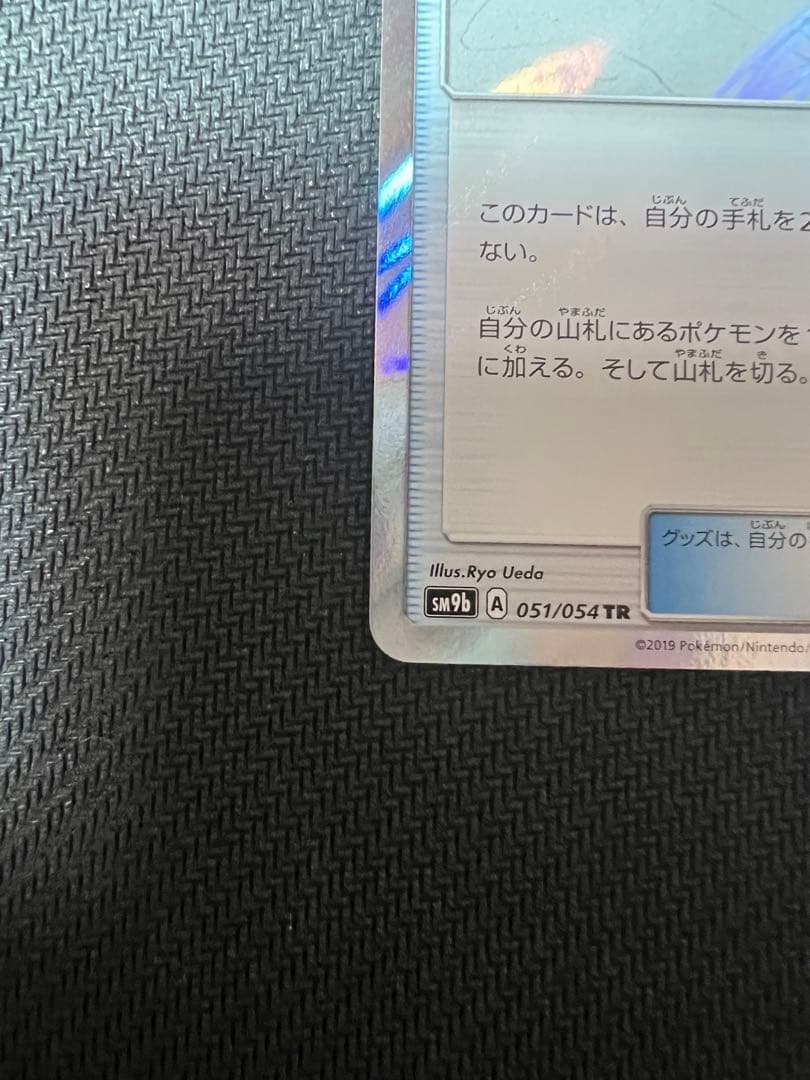 このカードは、自分の手札を2
ない。
自分の山札にあるポケモンを
に加える。そして山札を切る。
グッズは、自分の
Illus.Ryo Ueda
SM9b A 051/054 TR
©2019 Pokémon/Nintendo/